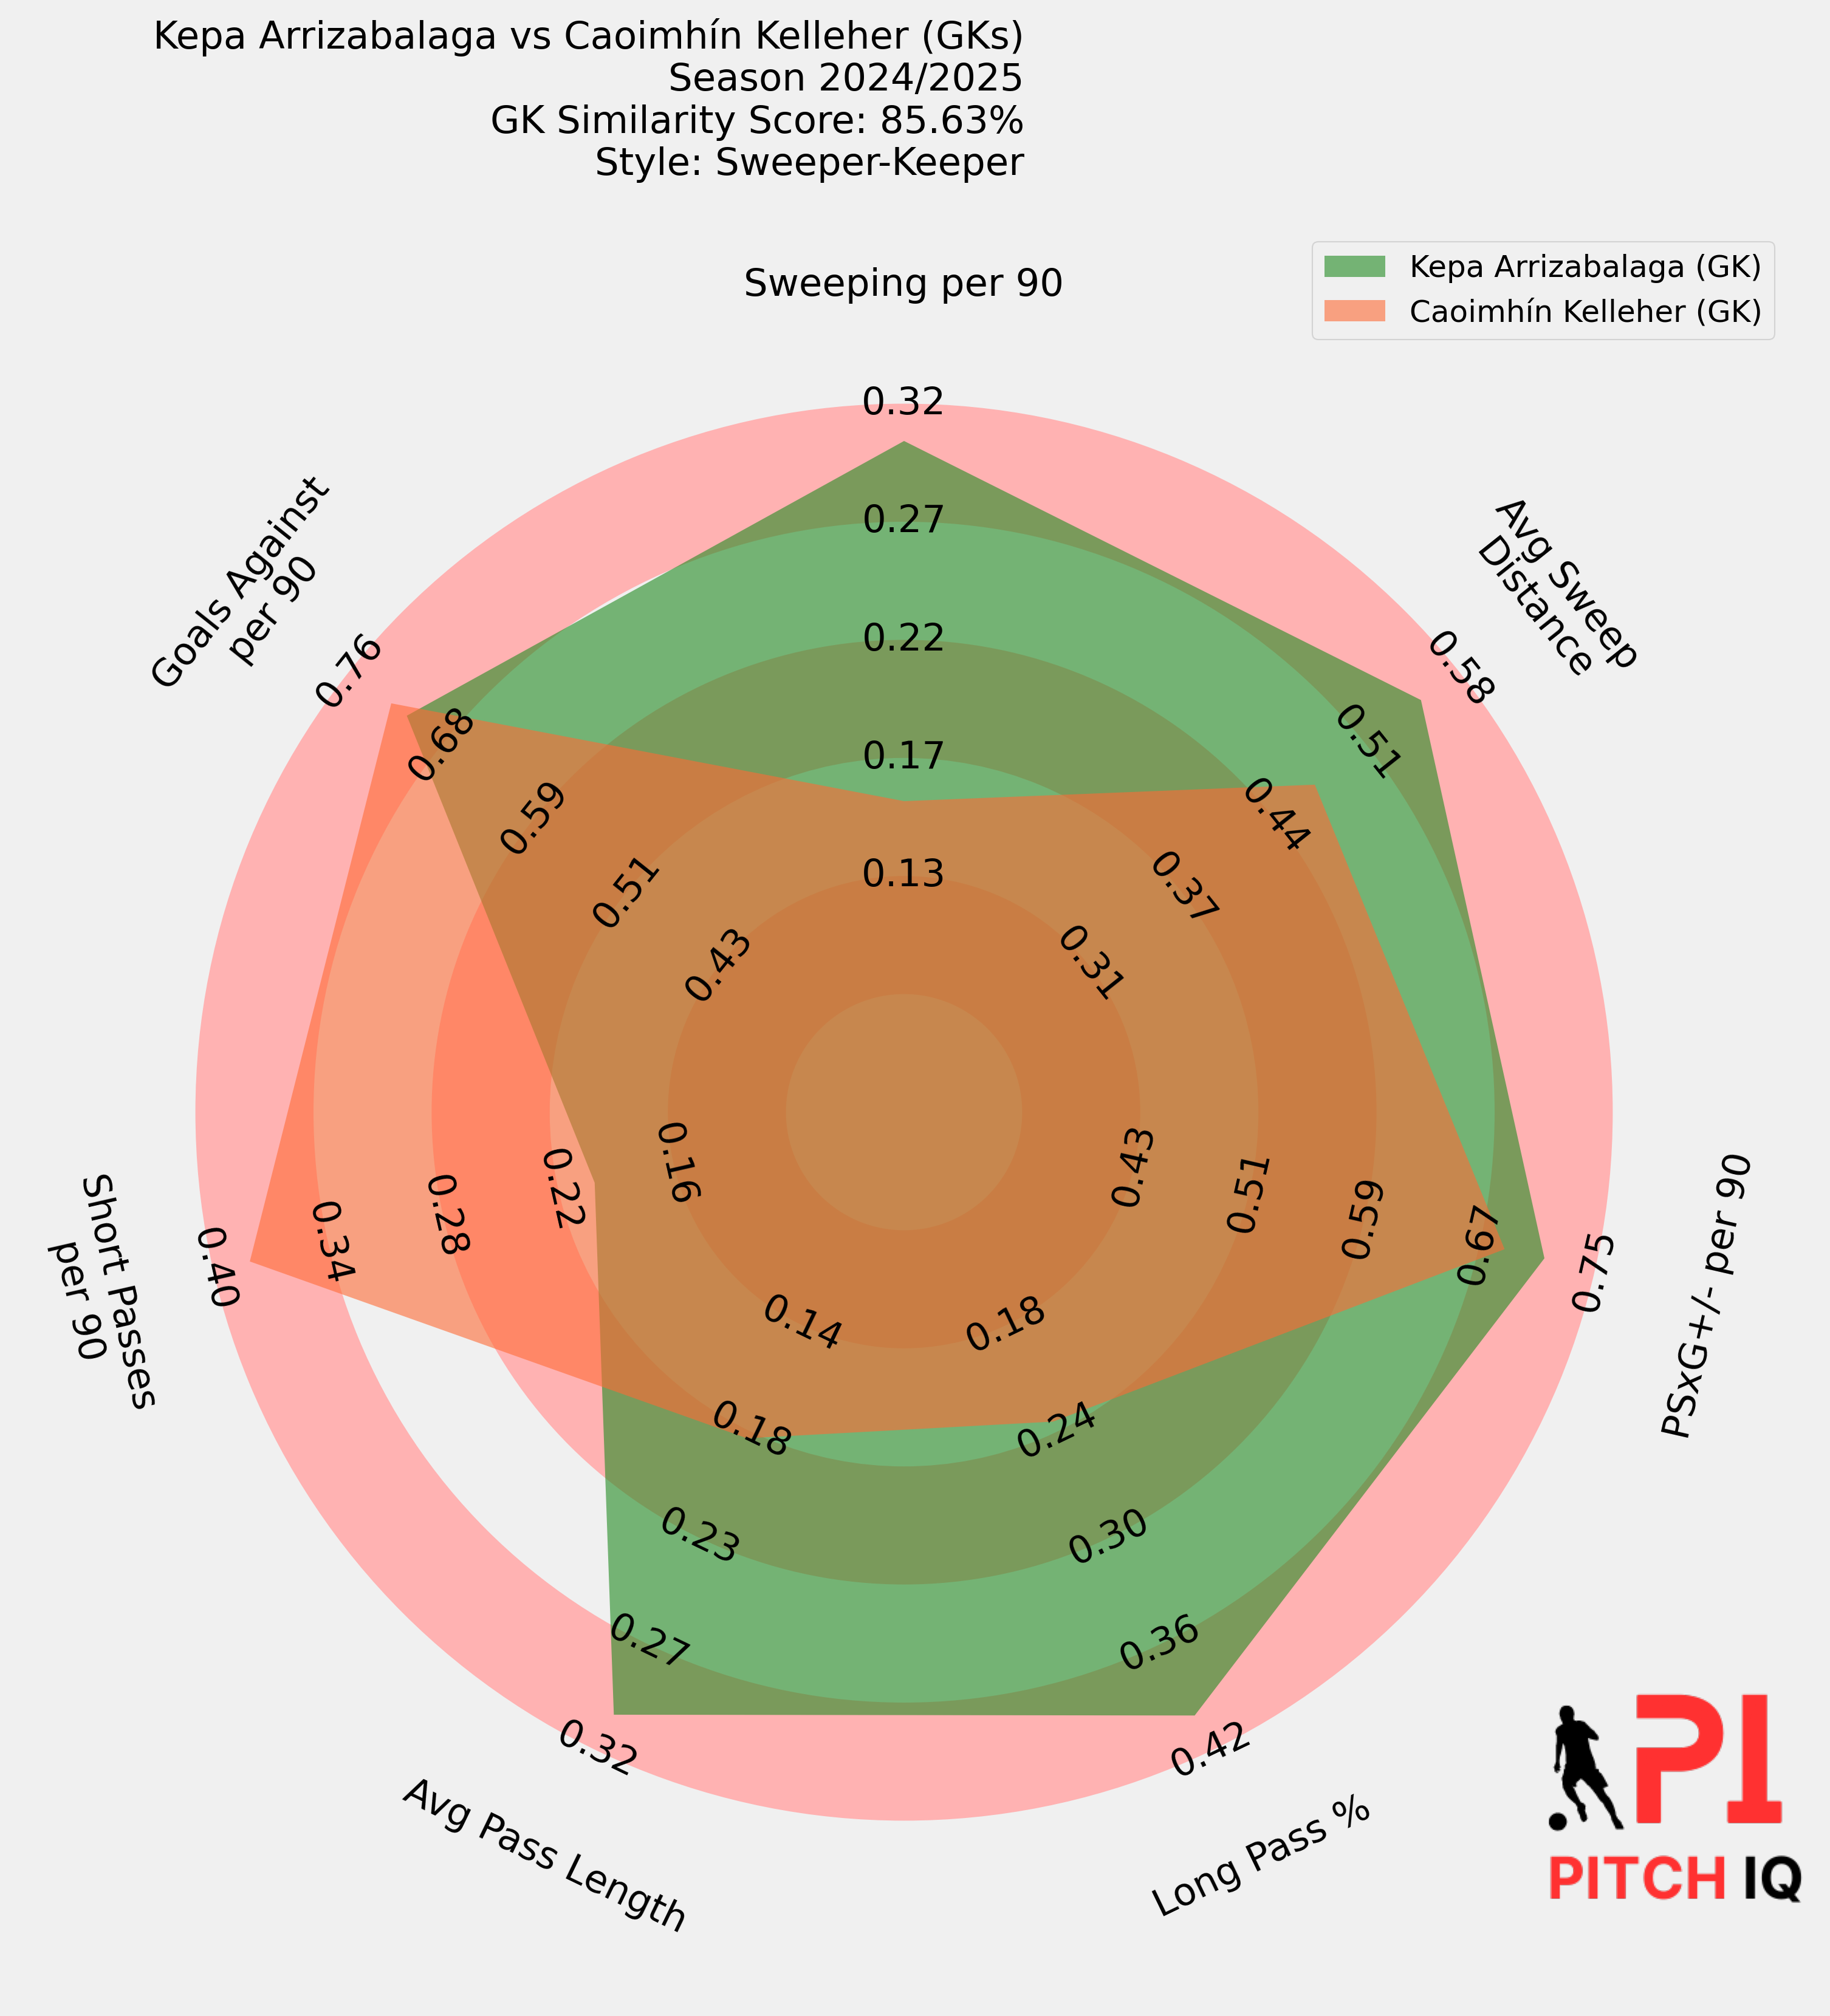 Kepa Arrizabalaga vs Caoimhín Kelleher (GKs)
Season 2024/2025
GK Similarity Score: 85.63%
Style: Sweeper-Keeper
Kepa Arrizabalaga (GK)
Caoimhín Kelleher (GK)
Sweeping per 90
0.32
0.27
0.22
0.17
0.13
Avg Sweep
Distance
0.58
0.51
0.44
0.37
0.31
PSxG+/- per 90
0.75
0.67
0.59
0.51
0.43
Long Pass %
0.42
0.36
0.30
0.24
0.18
Avg Pass Length
0.32
0.27
0.23
0.18
0.14
Short Passes
per 90
0.40
0.34
0.28
0.22
0.16
Goals Against
per 90
0.76
0.68
0.59
0.51
0.43
PI
PITCH IQ